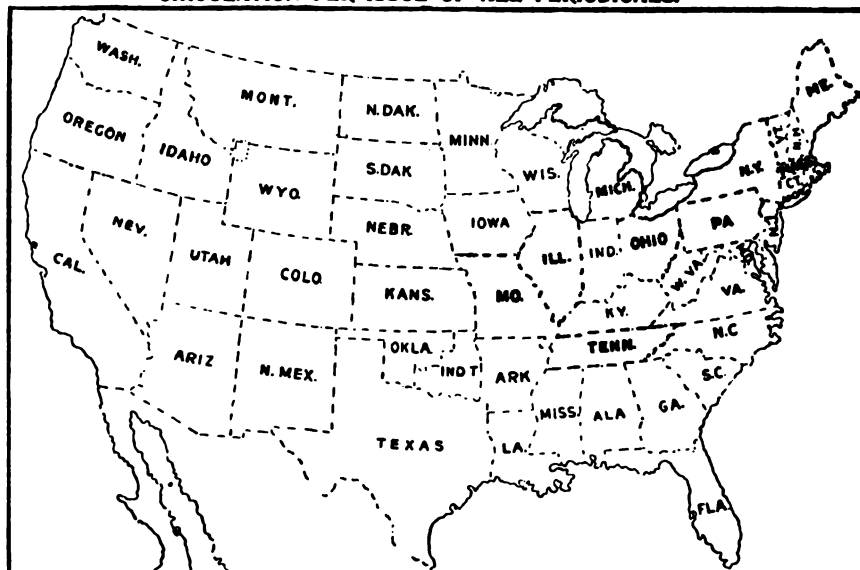 CIRCULATION PER ISSUE OF ALL PERIODICALS.
WASH.
MONT.
N.DAK.
MINN
ME.
OREGON
IDAHO
S.DAK
WIS.
MICH.
N.Y.
VT.
N.H.
WYO.
CT.
NEV.
NEBR.
IOWA
PA
N.J.
CAL.
UTAH
COLO.
ILL.
IND.
OHIO
W.VA.
KANS.
MO.
KY.
VA.
ARIZ
N. MEX.
OKLA.
IND T
ARK
TENN.
N.C
S.C.
TEXAS
LA.
MISS.
ALA
GA.
FLA.